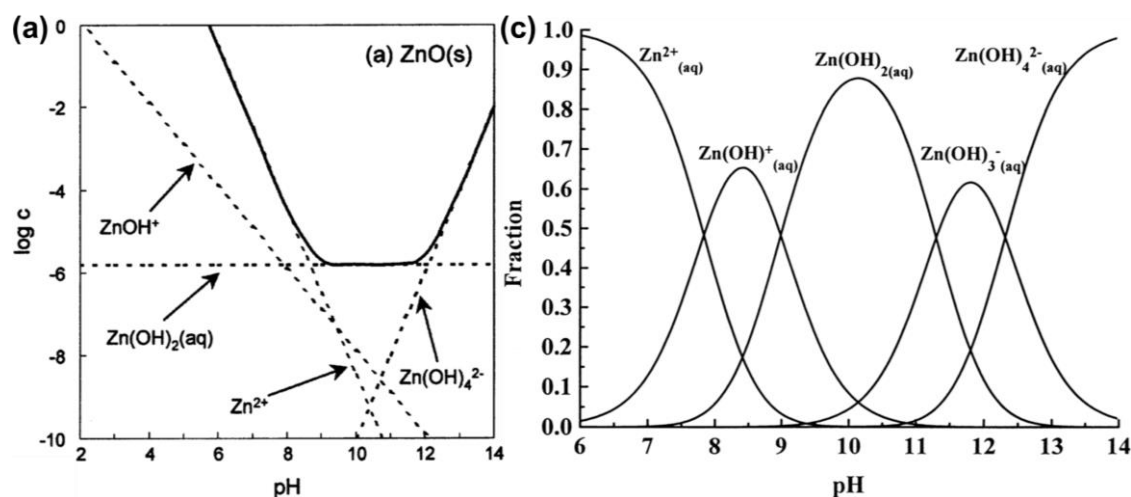 (a)
(a) ZnO(s)
0
-2
-4
-6
-8
-10
log c
ZnOH⁺
Zn(OH)₂(aq)
Zn²⁺
Zn(OH)₄²⁻
2 4 6 8 10 12 14
pH
(c)
1.0
0.9
0.8
0.7
0.6
0.5
0.4
0.3
0.2
0.1
0.0
Fraction
Zn²⁺(aq)
Zn(OH)⁺(aq)
Zn(OH)₂(aq)
Zn(OH)₃⁻(aq)
Zn(OH)₄²⁻(aq)
6 7 8 9 10 11 12 13 14
pH